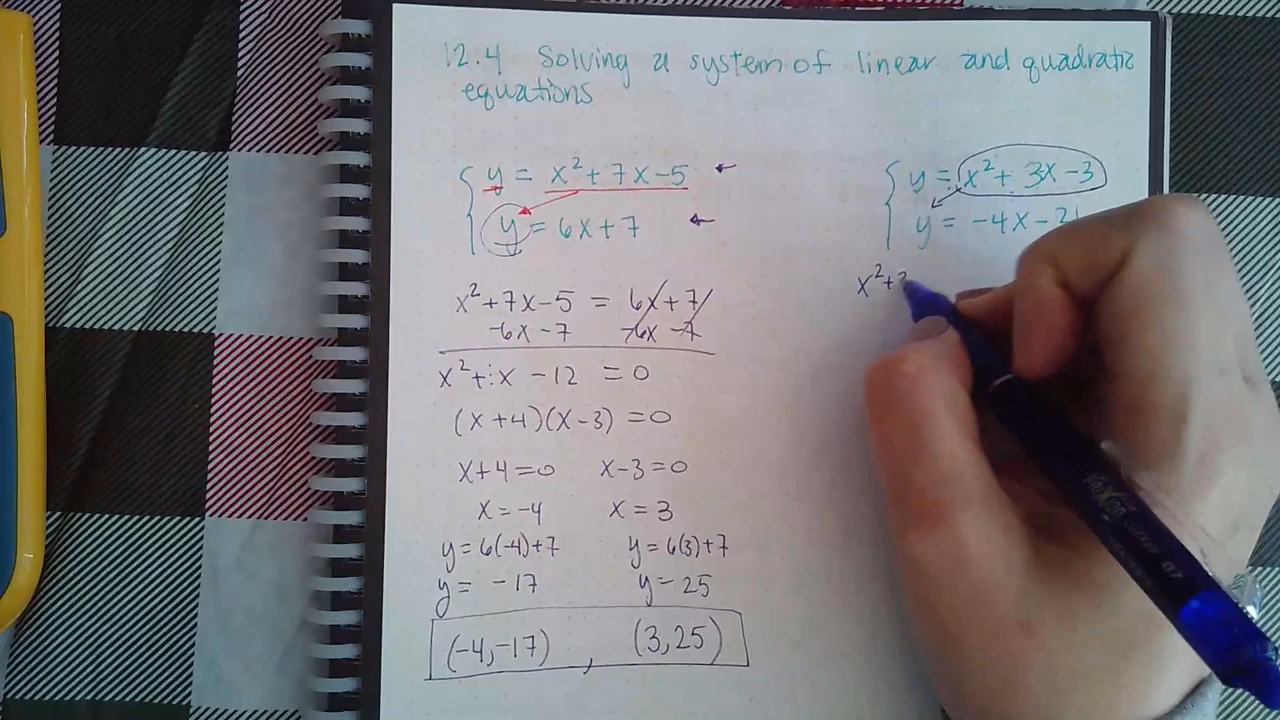 12.4 Solving a system of linear and quadratic
equations
y = x²+7x-5
y = 6x+7
x²+7x-5 = 6x+7
-6x-7 -6x-7
x²+:x -12 =0
(x+4)(x-3)=0
x+4=0 x-3=0
x=-4 x=3
y=6(-4)+7 y=6(3)+7
y= -17 y=25
(-4,-17) , (3,25)
y = x²+3x-3
y = -4x-
x²+